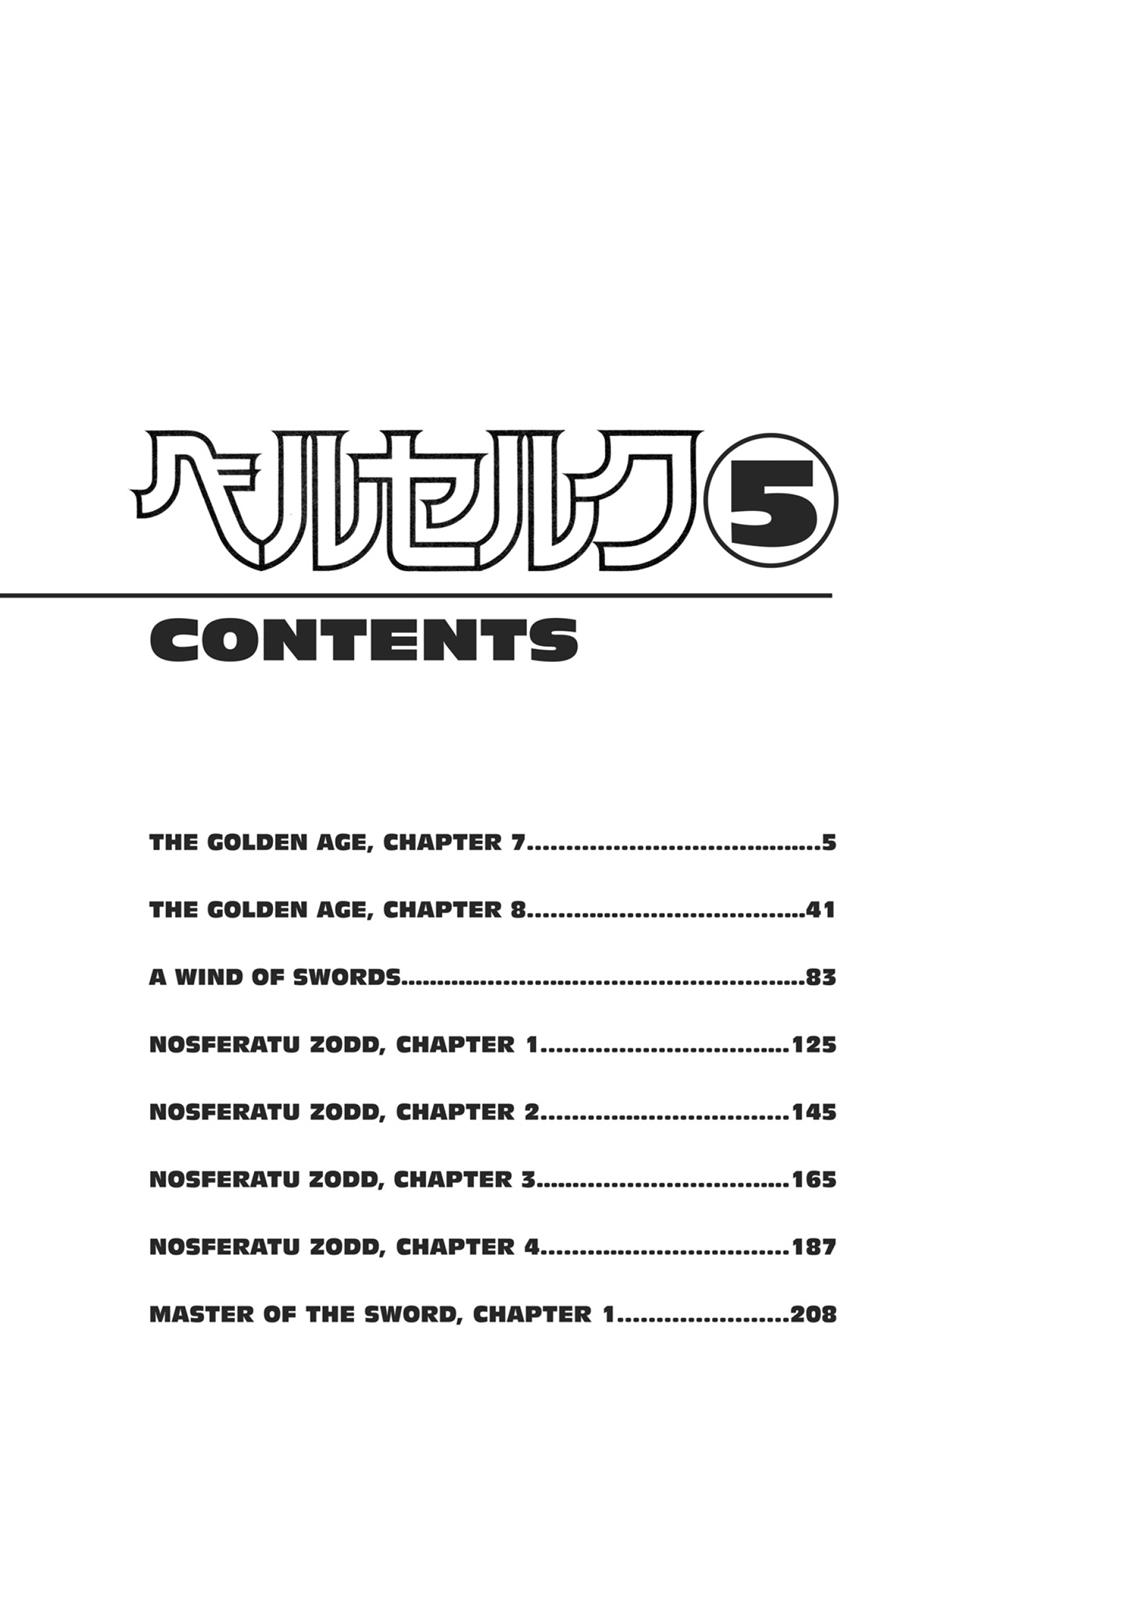 ベルセルク5
CONTENTS
THE GOLDEN AGE, CHAPTER 7......................................5
THE GOLDEN AGE, CHAPTER 8....................................41
A WIND OF SWORDS....................................................83
NOSFERATU ZODD, CHAPTER 1................................125
NOSFERATU ZODD, CHAPTER 2................................145
NOSFERATU ZODD, CHAPTER 3................................165
NOSFERATU ZODD, CHAPTER 4................................187
MASTER OF THE SWORD, CHAPTER 1......................208